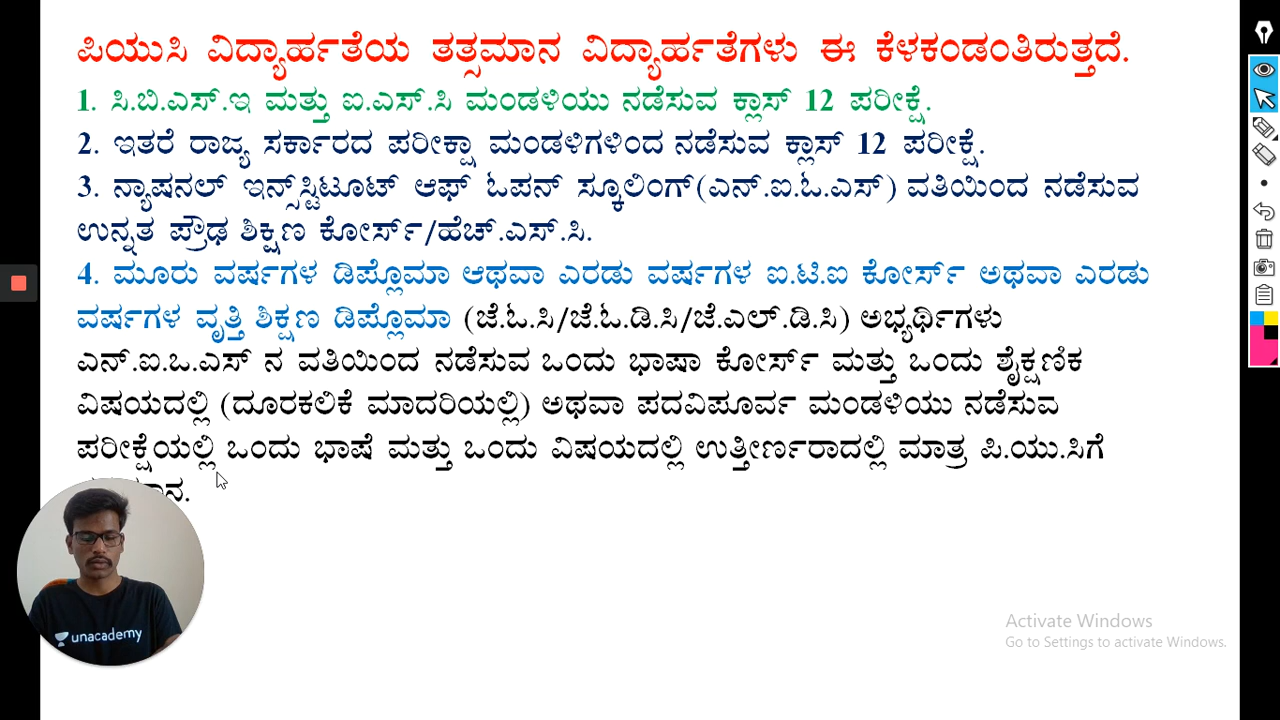 ಪಿಯುಸಿ ವಿದ್ಯಾರ್ಹತೆಯ ತತ್ಸಮಾನ ವಿದ್ಯಾರ್ಹತೆಗಳು ಈ ಕೆಳಕಂಡಂತಿರುತ್ತದೆ.
1. ಸಿ.ಬಿ.ಎಸ್.ಇ ಮತ್ತು ಐ.ಎಸ್.ಸಿ ಮಂಡಳಿಯು ನಡೆಸುವ ಕ್ಲಾಸ್ 12 ಪರೀಕ್ಷೆ.
2. ಇತರೆ ರಾಜ್ಯ ಸರ್ಕಾರದ ಪರೀಕ್ಷಾ ಮಂಡಳಿಗಳಿಂದ ನಡೆಸುವ ಕ್ಲಾಸ್ 12 ಪರೀಕ್ಷೆ.
3. ನ್ಯಾಷನಲ್ ಇನ್ಸ್‌ಸ್ಟಿಟೂಟ್ ಆಫ್ ಓಪನ್ ಸ್ಕೂಲಿಂಗ್(ಎನ್.ಐ.ಓ.ಎಸ್) ವತಿಯಿಂದ ನಡೆಸುವ
ಉನ್ನತ ಪ್ರೌಢ ಶಿಕ್ಷಣ ಕೋರ್ಸ್/ಹೆಚ್.ಎಸ್.ಸಿ.
4. ಮೂರು ವರ್ಷಗಳ ಡಿಪ್ಲೊಮಾ ಆಥವಾ ಎರಡು ವರ್ಷಗಳ ಐ.ಟಿ.ಐ ಕೋರ್ಸ್ ಅಥವಾ ಎರಡು
ವರ್ಷಗಳ ವೃತ್ತಿ ಶಿಕ್ಷಣ ಡಿಪ್ಲೊಮಾ (ಜೆ.ಓ.ಸಿ/ಜೆ.ಓ.ಡಿ.ಸಿ/ಜೆ.ಎಲ್.ಡಿ.ಸಿ) ಅಭ್ಯರ್ಥಿಗಳು
ಎನ್.ಐ.ಒ.ಎಸ್ ನ ವತಿಯಿಂದ ನಡೆಸುವ ಒಂದು ಭಾಷಾ ಕೋರ್ಸ್ ಮತ್ತು ಒಂದು ಶೈಕ್ಷಣಿಕ
ವಿಷಯದಲ್ಲಿ (ದೂರಕಲಿಕೆ ಮಾದರಿಯಲ್ಲಿ) ಅಥವಾ ಪದವಿಪೂರ್ವ ಮಂಡಳಿಯು ನಡೆಸುವ
ಪರೀಕ್ಷೆಯಲ್ಲಿ ಒಂದು ಭಾಷೆ ಮತ್ತು ಒಂದು ವಿಷಯದಲ್ಲಿ ಉತ್ತೀರ್ಣರಾದಲ್ಲಿ ಮಾತ್ರ ಪಿ.ಯು.ಸಿಗೆ
unacademy
Activate Windows
Go to Settings to activate Windows.